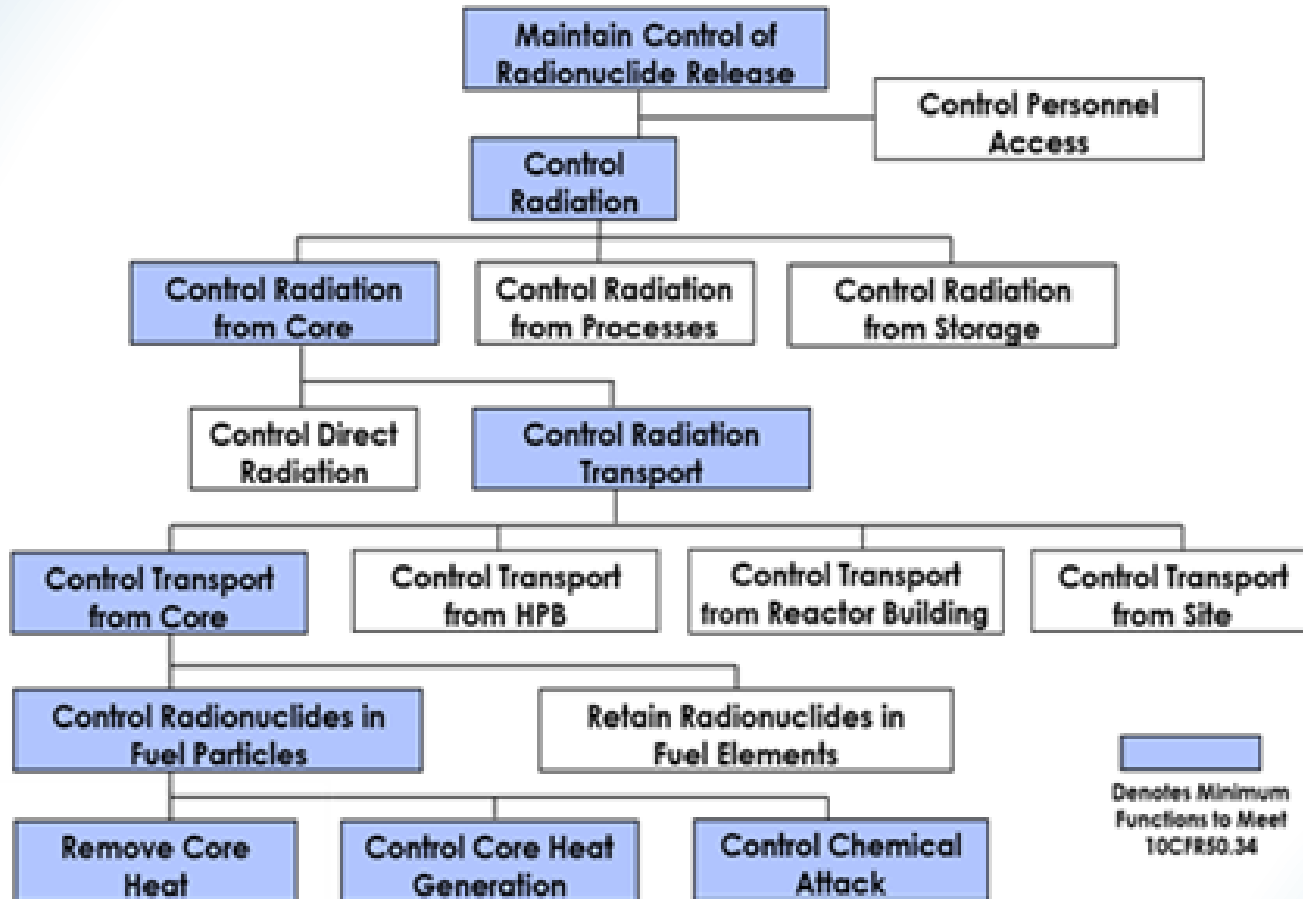 Maintain Control of
Radionuclide Release
Control Personnel
Access
Control
Radiation
Control Radiation
from Core
Control Radiation
from Processes
Control Radiation
from Storage
Control Direct
Radiation
Control Radiation
Transport
Control Transport
from Core
Control Transport
from HPB
Control Transport
from Reactor Building
Control Transport
from Site
Control Radionuclides in
Fuel Particles
Retain Radionuclides in
Fuel Elements
Denotes Minimum
Functions to Meet
10CFR50.34
Remove Core
Heat
Control Core Heat
Generation
Control Chemical
Attack